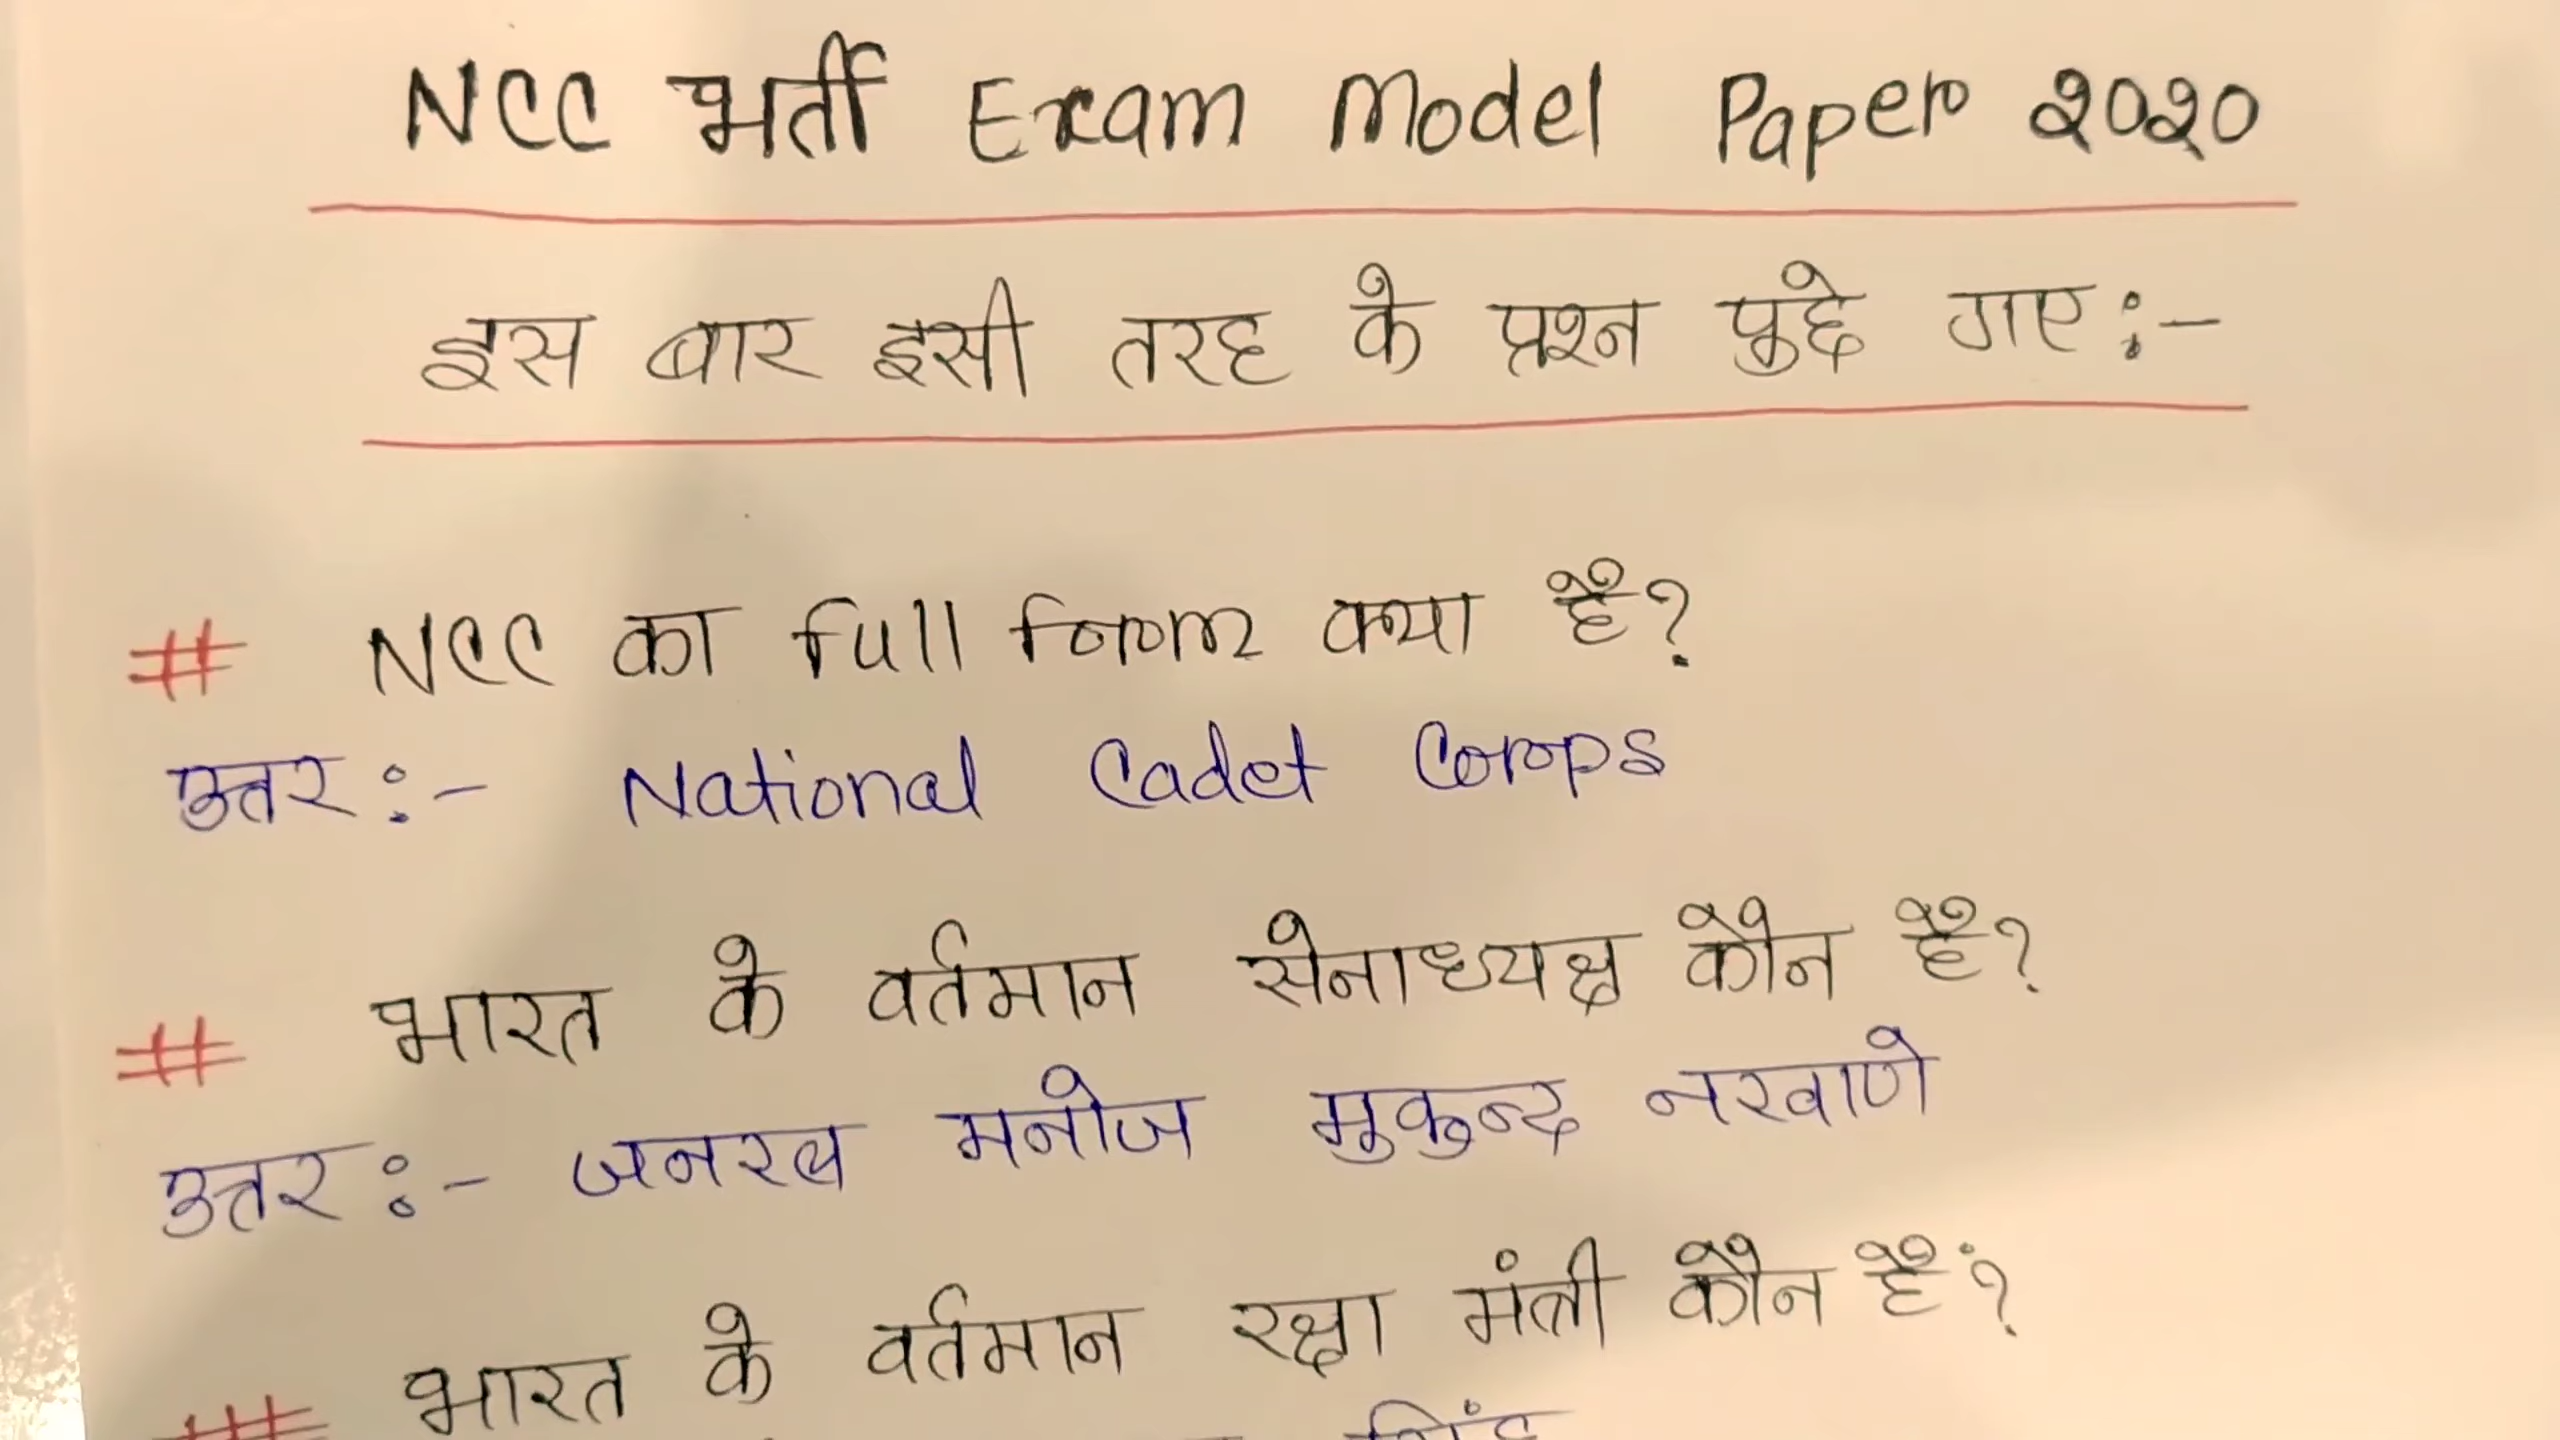 NCC भर्ती Exam Model Paper 2020
इस बार इसी तरह के प्रश्न पुछे गए :-
# NCC का full form क्या है?
उत्तर :- National Cadet Corps
# भारत के वर्तमान सेनाध्यक्ष कौन है?
उत्तर :- जनरल मनोज मुकुन्द नरवाणे
# भारत के वर्तमान रक्षा मंत्री कौन हैं?
सिंह